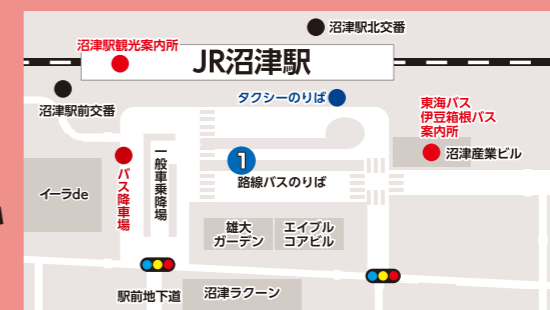 沼津駅北交番
沼津駅観光案内所
JR沼津駅
沼津駅前交番
タクシーのりば
東海バス
伊豆箱根バス
案内所
沼津産業ビル
バス降車場
一般車乗降場
1
路線バスのりば
イーラde
雄大
ガーデン
エイブル
コアビル
駅前地下道
沼津ラクーン